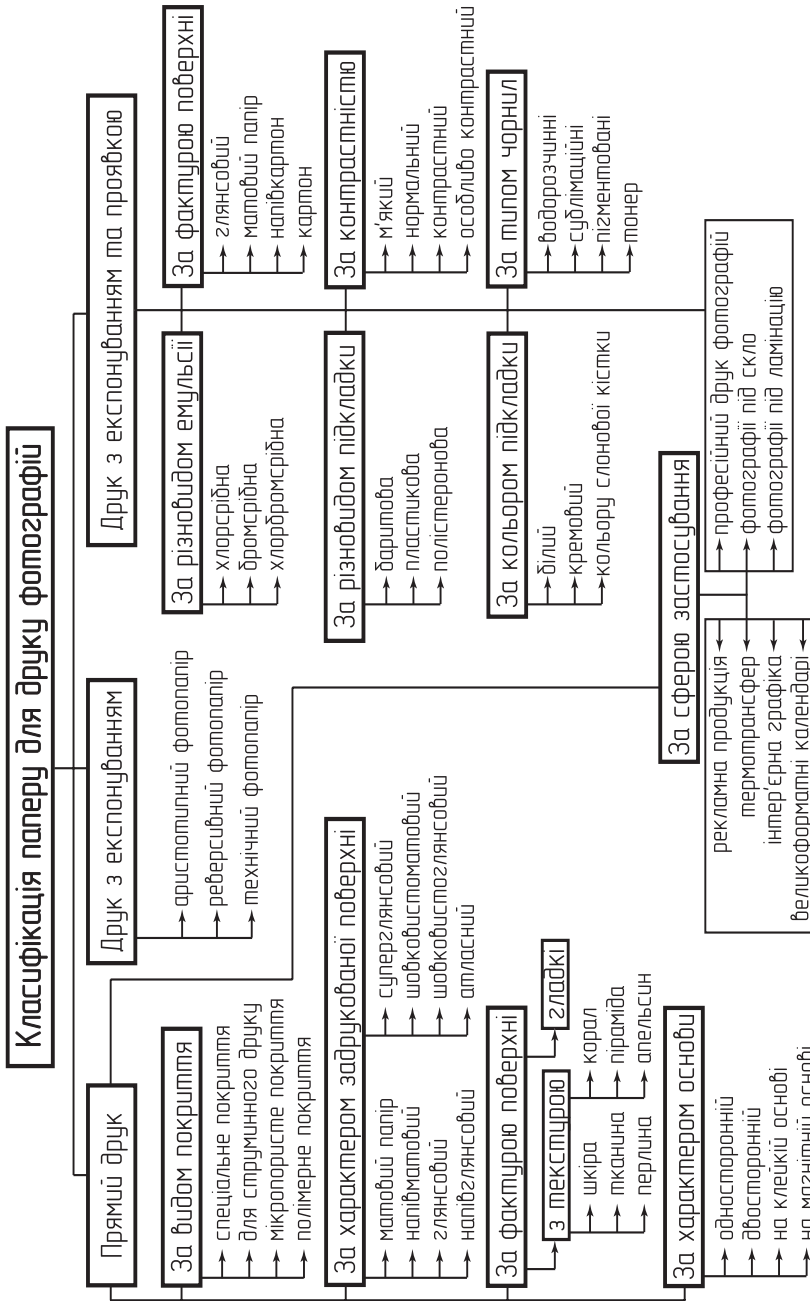 Класифікація паперу для друку фотографій
Прямий друк
За видом покриття
спеціальне покриття
для струминного друку
мікропористе покриття
полімерне покриття
За характером задрукованої поверхні
матовий папір
напівматовий
глянсовий
напівглянсовий
суперглянсовий
шовковистоматовий
шовковистоглянсовий
атласний
За фактурою поверхні
з текстурою
шкіра
тканина
перлина
корал
піраміда
апельсин
гладкі
За характером основи
односторонній
двосторонній
на клейкій основі
на магнітній основі
Друк з експонуванням
аристотипний фотопапір
реверсивний фотопапір
технічний фотопапір
Друк з експонуванням та проявкою
За різновидом емульсії
хлорсрібна
бромсрібна
хлорбромсрібна
За фактурою поверхні
глянсовий
матовий папір
напівкартон
картон
За різновидом підкладки
баритова
пластикова
полістеронова
За контрастністю
м'який
нормальний
контрастний
особливо контрастний
За кольором підкладки
білий
кремовий
кольору слонової кістки
За типом чорнил
водорозчинні
сублімаційні
пігментовані
тонер
За сферою застосування
рекламна продукція
термотрансфер
інтер'єрна графіка
великоформатні календарі
професійний друк фотографій
фотографії під скло
фотографії під ламінацію